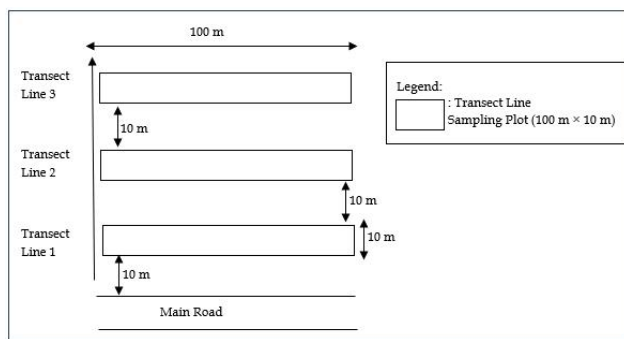 100 m
Transect
Line 3
10 m
Transect
Line 2
10 m
Transect
Line 1
10 m
10 m
Main Road
Legend:
: Transect Line
Sampling Plot (100 m × 10 m)